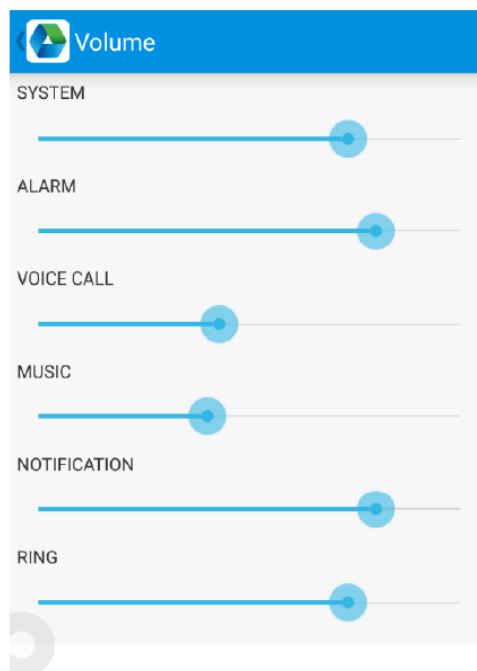 Volume
SYSTEM
ALARM
VOICE CALL
MUSIC
NOTIFICATION
RING